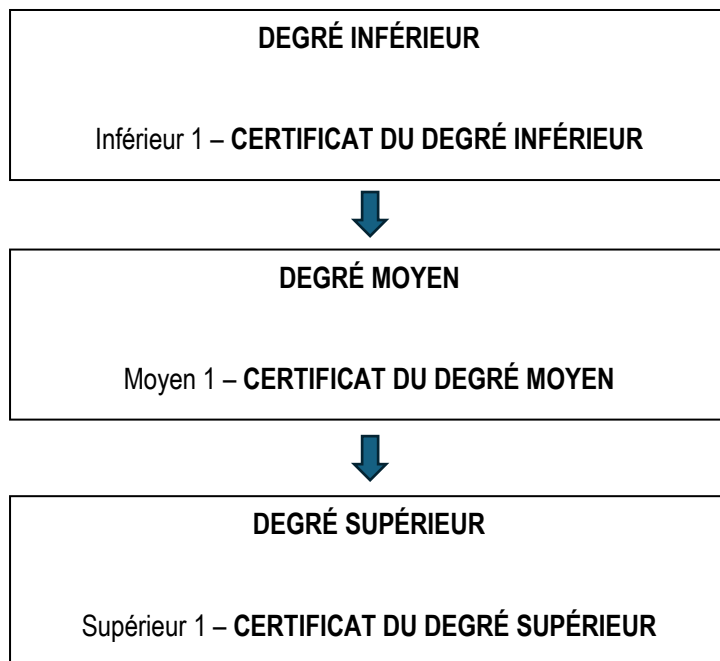 DEGRÉ INFÉRIEUR
Inférieur 1 – CERTIFICAT DU DEGRÉ INFÉRIEUR
DEGRÉ MOYEN
Moyen 1 – CERTIFICAT DU DEGRÉ MOYEN
DEGRÉ SUPÉRIEUR
Supérieur 1 – CERTIFICAT DU DEGRÉ SUPÉRIEUR